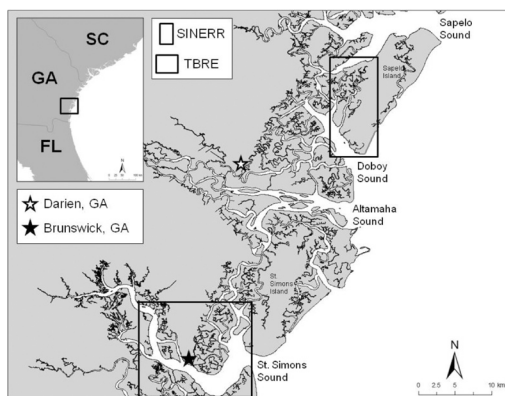 SC
GA
FL
N
SINERR
TBRE
Sapelo
Sound
Sapelo
Island
Darien, GA
Brunswick, GA
Doboy
Sound
Altamaha
Sound
St.
Simons
Island
St. Simons
Sound
N
0 2.5 5 10 km